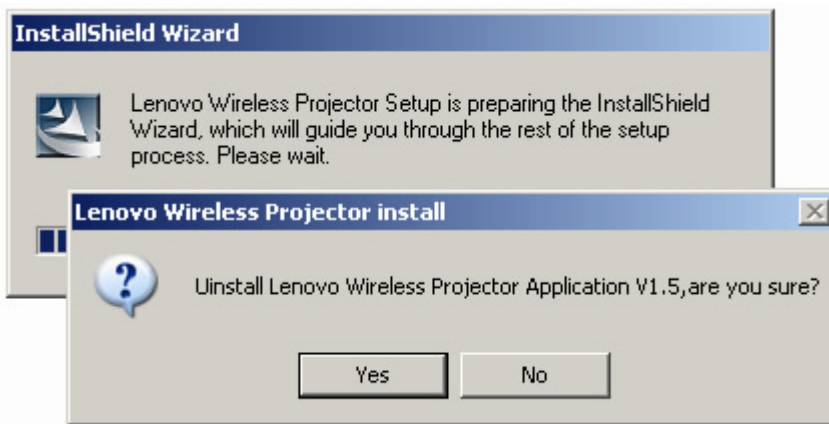 InstallShield Wizard
Lenovo Wireless Projector Setup is preparing the InstallShield
Wizard, which will guide you through the rest of the setup
process. Please wait.
Lenovo Wireless Projector install
Uinstall Lenovo Wireless Projector Application V1.5,are you sure?
Yes
No